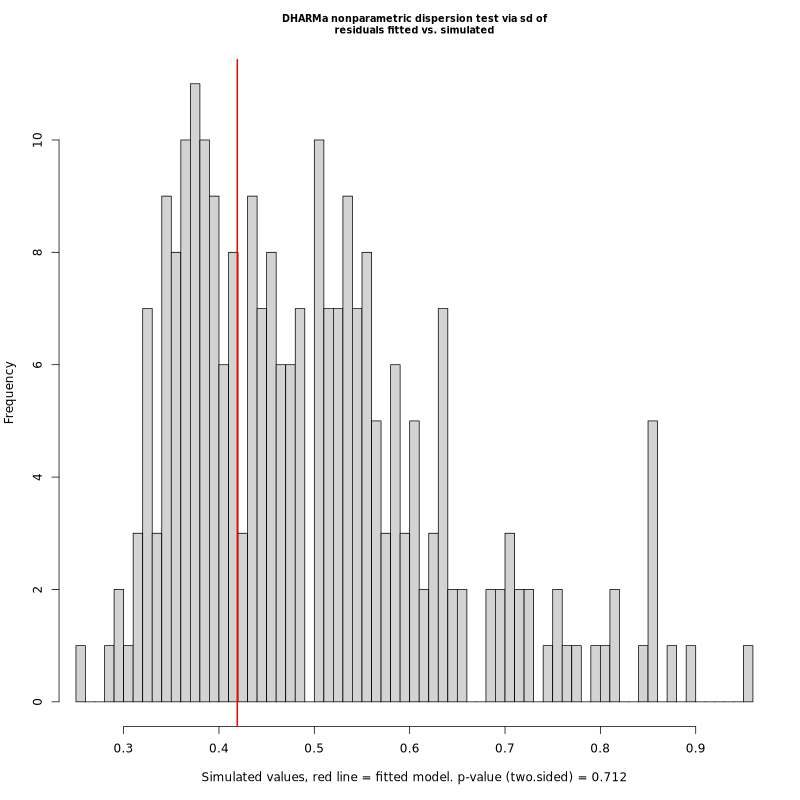 DHARMa nonparametric dispersion test via sd of
residuals fitted vs. simulated
Frequency
10
8
6
4
2
0
0.3 0.4 0.5 0.6 0.7 0.8 0.9
Simulated values, red line = fitted model. p-value (two.sided) = 0.712